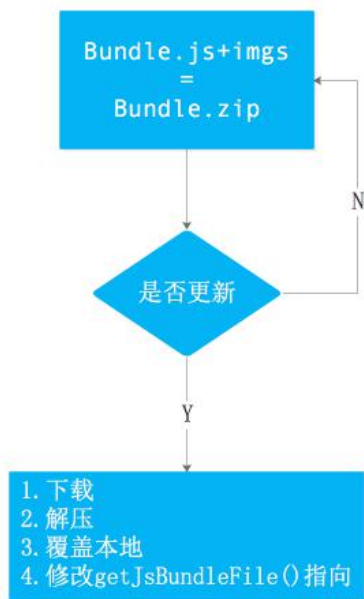 Bundle.js+imgs
=
Bundle.zip
N
是否更新
Y
1.下载
2.解压
3.覆盖本地
4.修改getJsBundleFile()指向